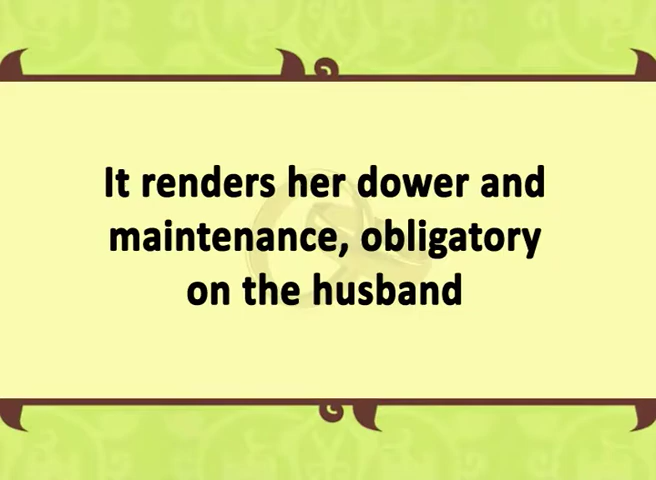 It renders her dower and
maintenance, obligatory
on the husband